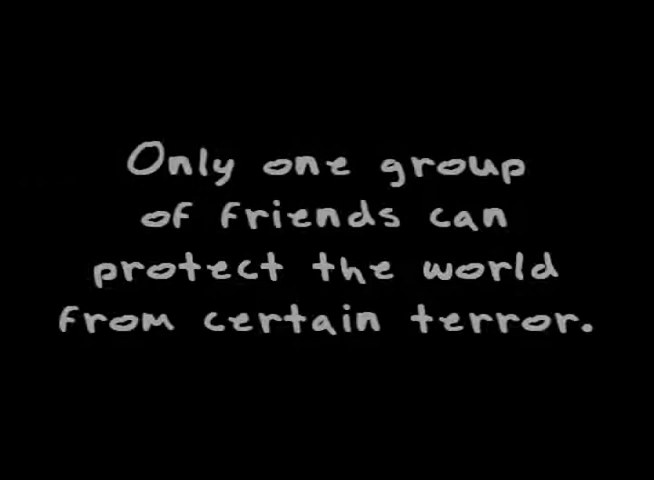 Only one group
of friends can
protect the world
from certain terror.